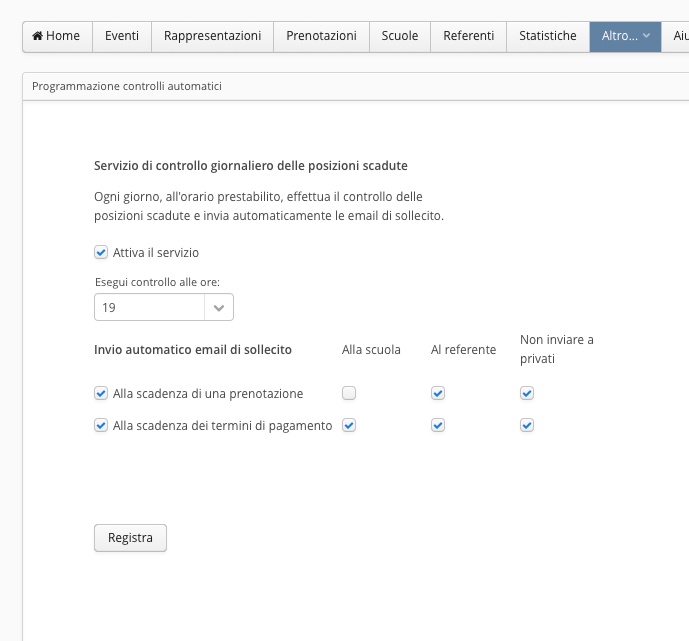 Home Eventi Rappresentazioni Prenotazioni Scuole Referenti Statistiche Altro...
Programmazione controlli automatici
Servizio di controllo giornaliero delle posizioni scadute
Ogni giorno, all'orario prestabilito, effettua il controllo delle
posizioni scadute e invia automaticamente le email di sollecito.
Attiva il servizio
Esegui controllo alle ore:
19
Invio automatico email di sollecito Alla scuola Al referente Non inviare a
privati
Alla scadenza di una prenotazione
Alla scadenza dei termini di pagamento
Registra